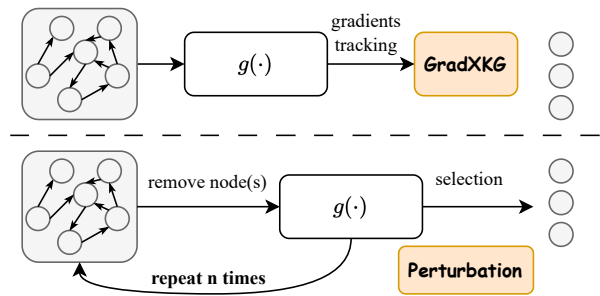 gradients
tracking
g(·)
GradXKG
remove node(s)
g(·)
selection
repeat n times
Perturbation